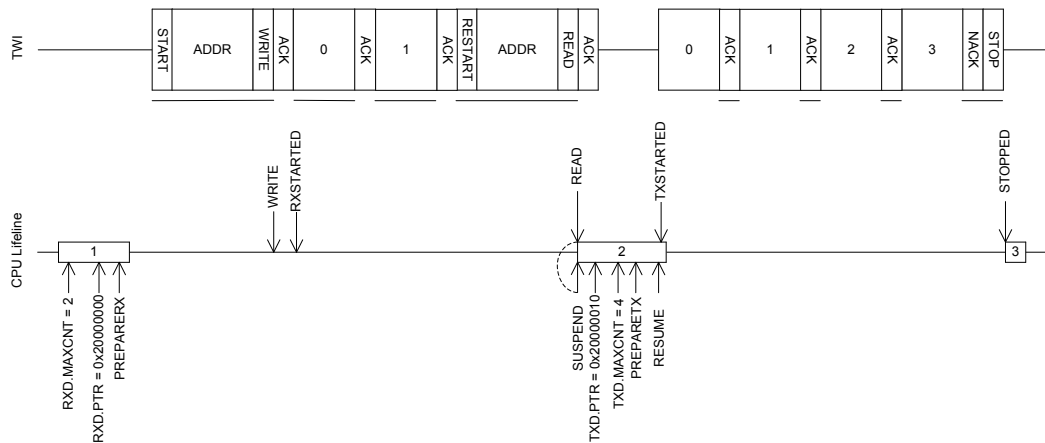 TWI
START
ADDR
WRITE
ACK
0
ACK
1
ACK
RESTART
ADDR
READ
ACK
0
ACK
1
ACK
2
ACK
3
NACK
STOP
CPU Lifeline
WRITE
RXSTARTED
READ
TXSTARTED
STOPPED
1
2
3
RXD.MAXCNT = 2
RXD.PTR = 0x20000000
PREPARERX
SUSPEND
TXD.PTR = 0x20000010
TXD.MAXCNT = 4
PREPARETX
RESUME